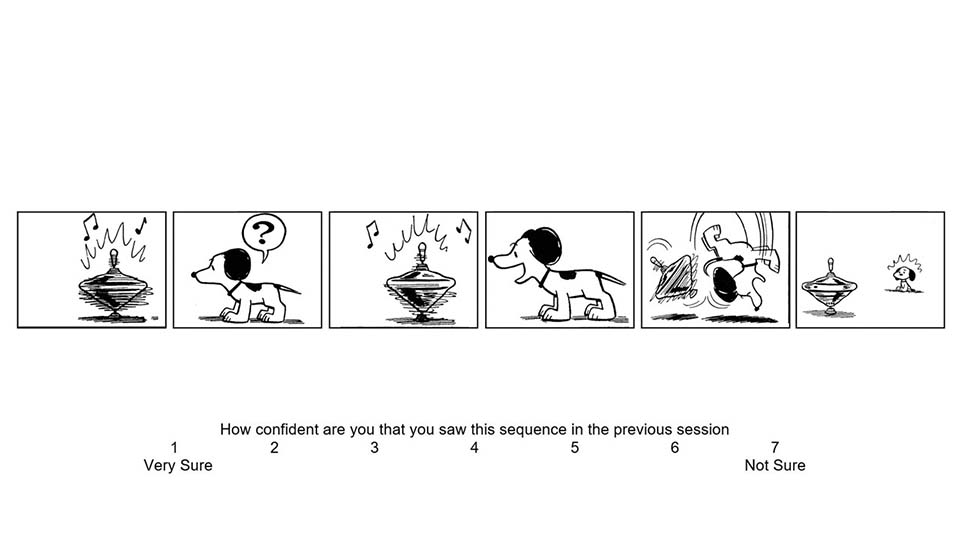 ?
How confident are you that you saw this sequence in the previous session
1 2 3 4 5 6 7
Very Sure Not Sure